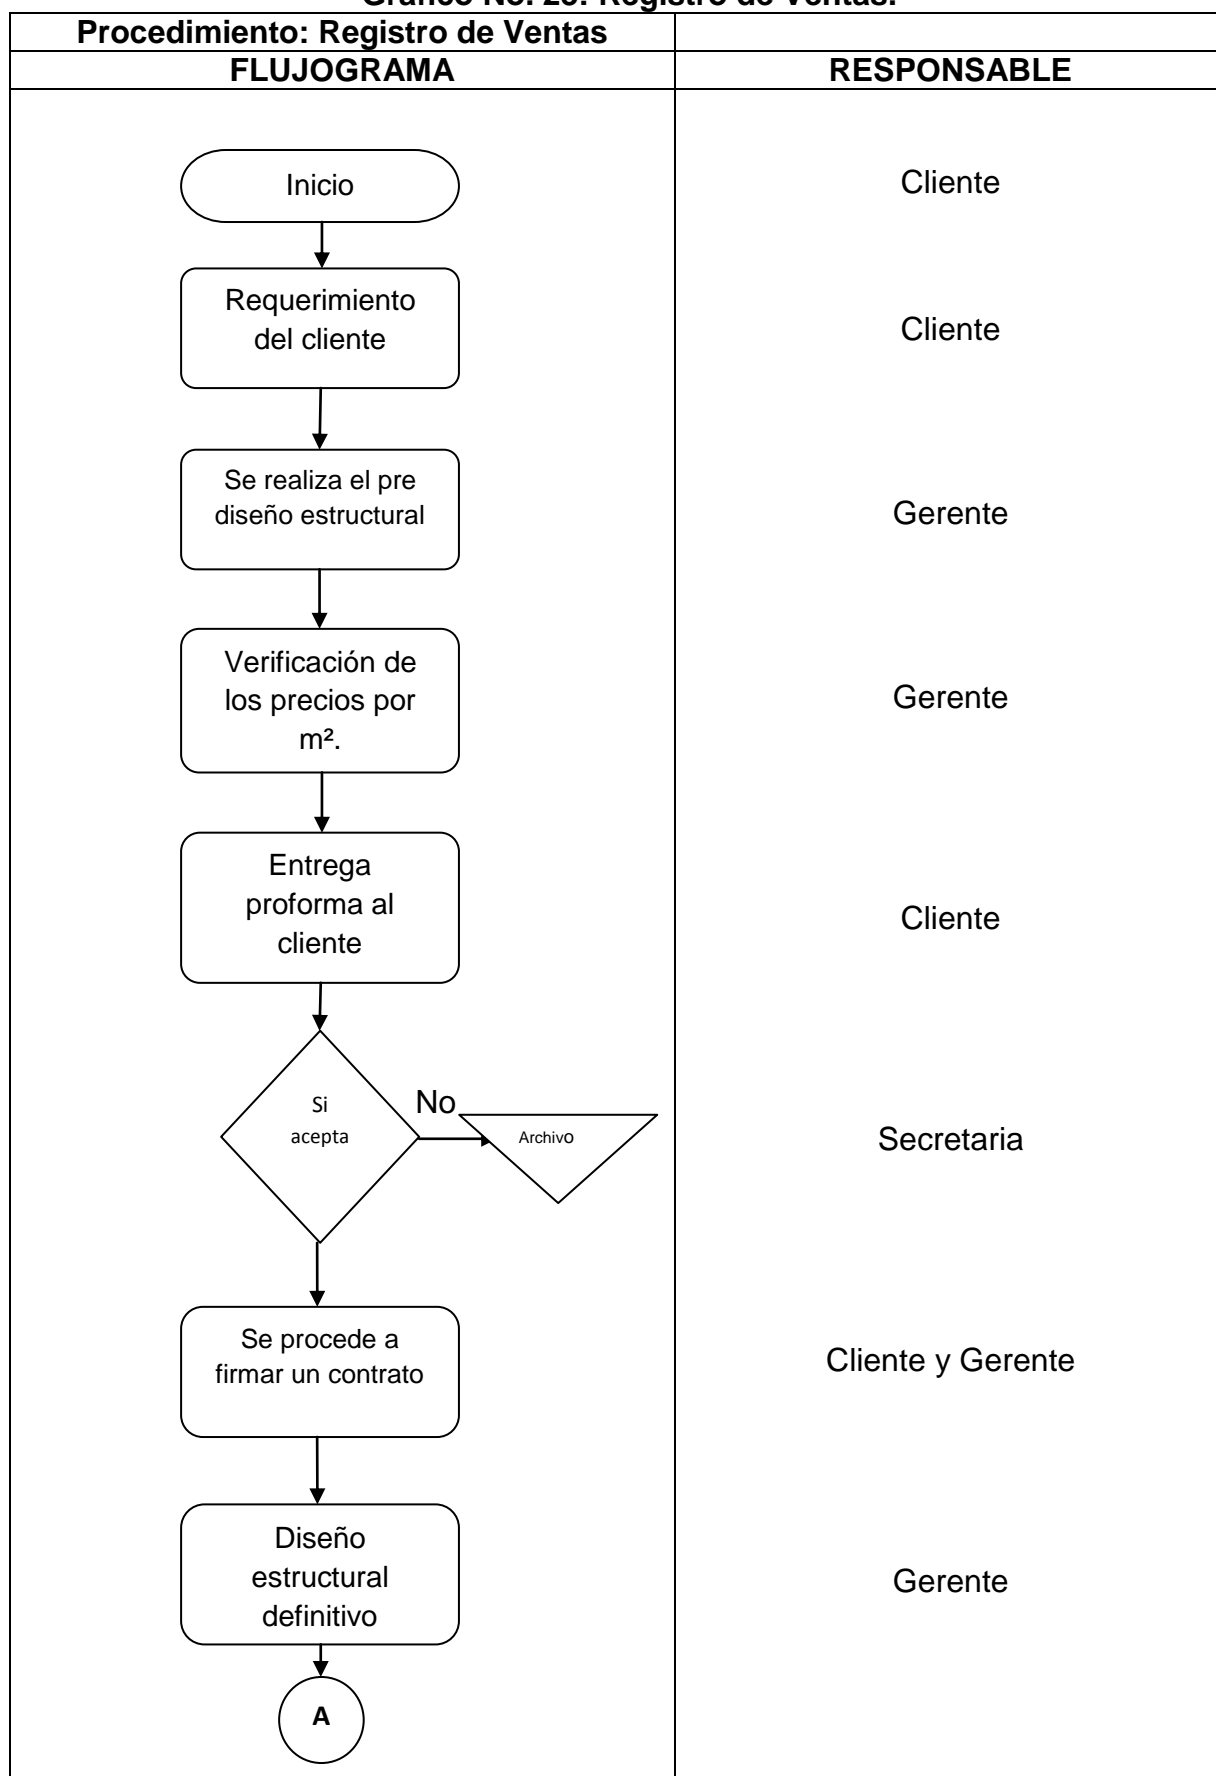 Procedimiento: Registro de Ventas
FLUJOGRAMA
RESPONSABLE
Inicio
Cliente
Requerimiento
del cliente
Cliente
Se realiza el pre
diseño estructural
Gerente
Verificación de
los precios por
m².
Gerente
Entrega
proforma al
cliente
Cliente
Si
acepta
No
Archivo
Secretaria
Se procede a
firmar un contrato
Cliente y Gerente
Diseño
estructural
definitivo
Gerente
A